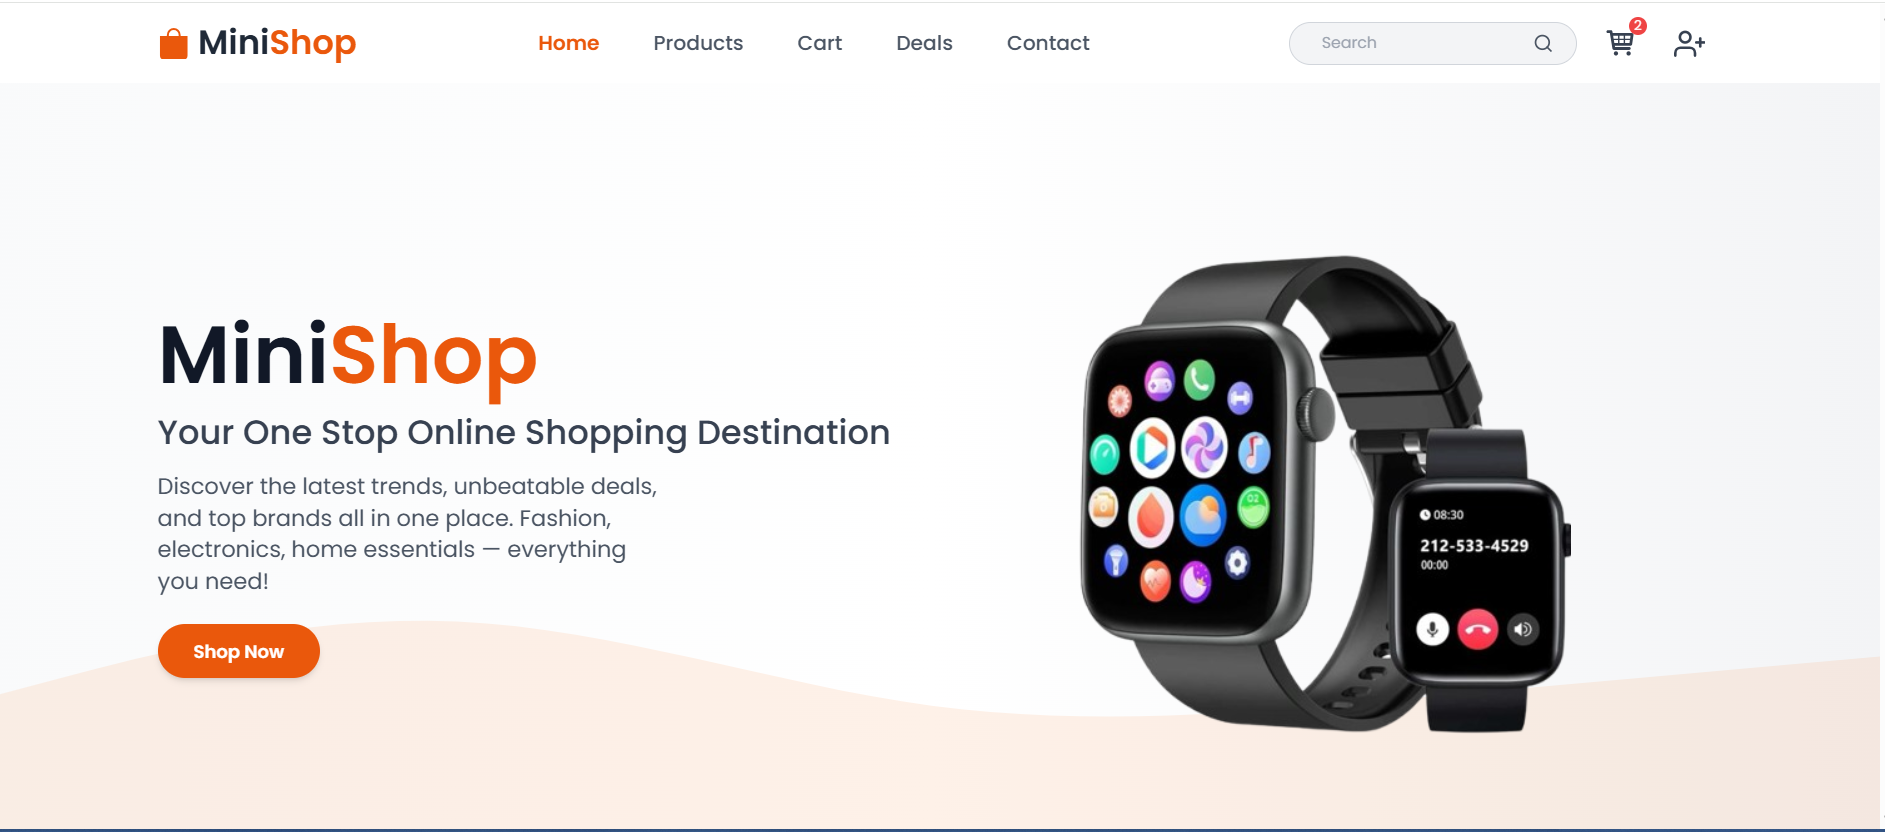 MiniShop
Home
Products
Cart
Deals
Contact
Search
2
MiniShop
Your One Stop Online Shopping Destination
Discover the latest trends, unbeatable deals,
and top brands all in one place. Fashion,
electronics, home essentials — everything
you need!
Shop Now
O2
08:30
212-533-4529
00:00